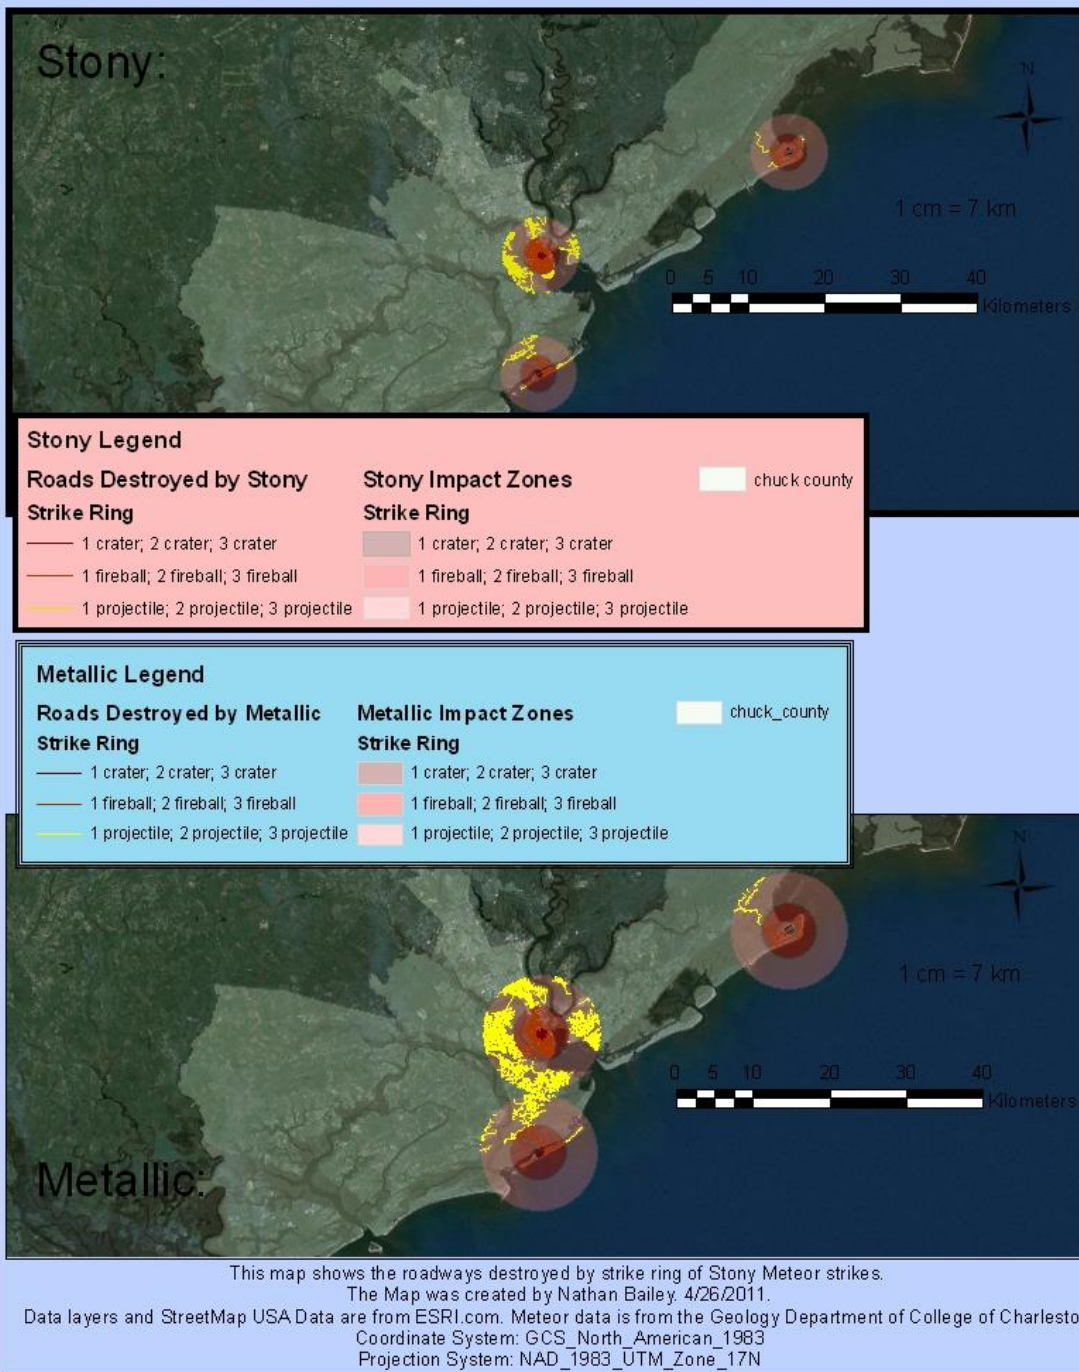 Stony:
N
1 cm = 7 km
0 5 10 20 30 40
Kilometers
Stony Legend
Roads Destroyed by Stony
Strike Ring
1 crater; 2 crater; 3 crater
1 fireball; 2 fireball; 3 fireball
1 projectile; 2 projectile; 3 projectile
Stony Impact Zones
Strike Ring
1 crater; 2 crater; 3 crater
1 fireball; 2 fireball; 3 fireball
1 projectile; 2 projectile; 3 projectile
chuck county
Metallic Legend
Roads Destroyed by Metallic
Strike Ring
1 crater; 2 crater; 3 crater
1 fireball; 2 fireball; 3 fireball
1 projectile; 2 projectile; 3 projectile
Metallic Impact Zones
Strike Ring
1 crater; 2 crater; 3 crater
1 fireball; 2 fireball; 3 fireball
1 projectile; 2 projectile; 3 projectile
chuck_county
N
1 cm = 7 km
0 5 10 20 30 40
Kilometers
Metallic:
This map shows the roadways destroyed by strike ring of Stony Meteor strikes.
The Map was created by Nathan Bailey. 4/26/2011.
Data layers and StreetMap USA Data are from ESRI.com. Meteor data is from the Geology Department of College of Charlesto
Coordinate System: GCS_North_American_1983
Projection System: NAD_1983_UTM_Zone_17N